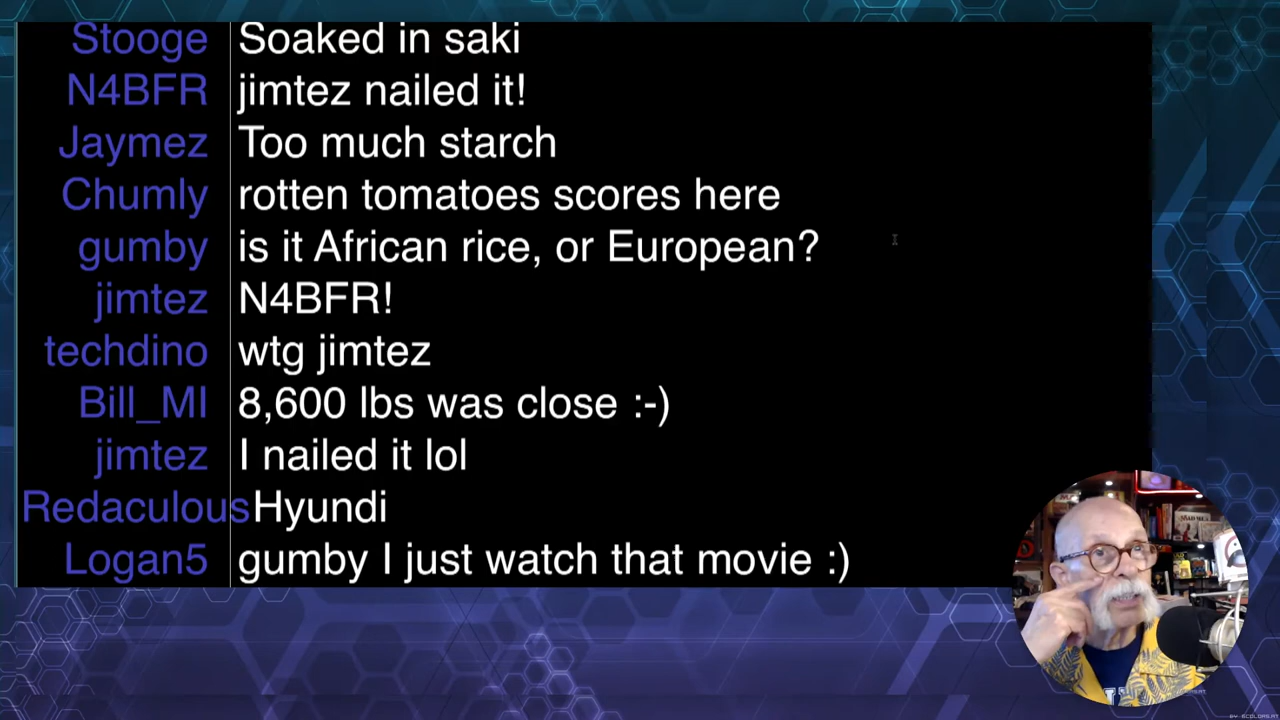 Stooge Soaked in saki
N4BFR jimtez nailed it!
Jaymez Too much starch
Chumly rotten tomatoes scores here
gumby is it African rice, or European?
jimtez N4BFR!
techdino wtg jimtez
Bill_MI 8,600 lbs was close :-)
jimtez I nailed it lol
Redaculous Hyundi
Logan5 gumby I just watch that movie :)